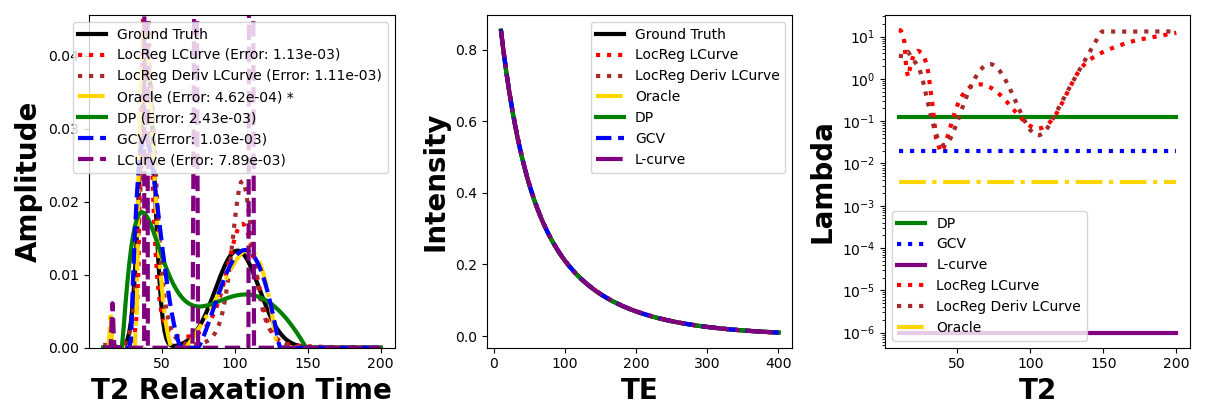 Amplitude
0.04
0.03
0.02
0.01
0.00
50
100
150
200
T2 Relaxation Time
Ground Truth
LocReg LCurve (Error: 1.13e-03)
LocReg Deriv LCurve (Error: 1.11e-03)
Oracle (Error: 4.62e-04) *
DP (Error: 2.43e-03)
GCV (Error: 1.03e-03)
LCurve (Error: 7.89e-03)
Intensity
0.8
0.6
0.4
0.2
0.0
0
100
200
300
400
TE
Ground Truth
LocReg LCurve
LocReg Deriv LCurve
Oracle
DP
GCV
L-curve
Lambda
10¹
10⁰
10⁻¹
10⁻²
10⁻³
10⁻⁴
10⁻⁵
10⁻⁶
50
100
150
200
T2
DP
GCV
L-curve
LocReg LCurve
LocReg Deriv LCurve
Oracle